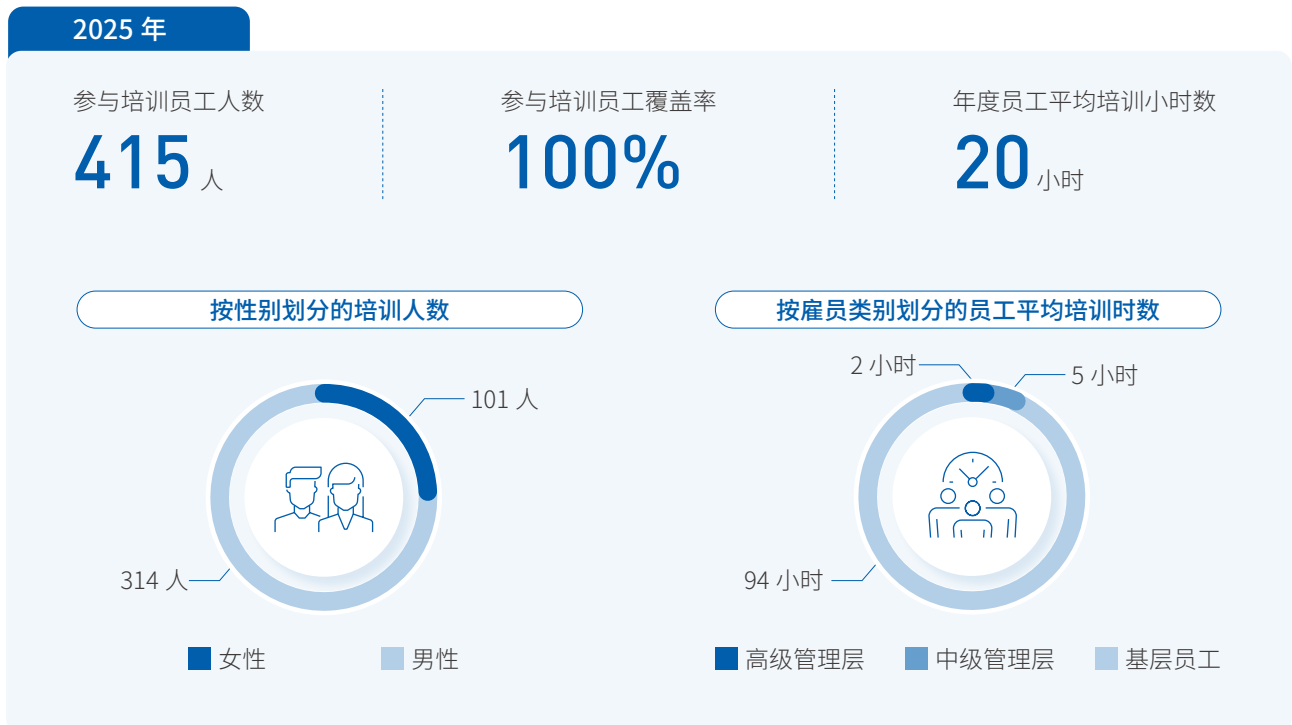 2025 年
参与培训员工人数
415 人
参与培训员工覆盖率
100%
年度员工平均培训小时数
20 小时
按性别划分的培训人数
101 人
314 人
女性
男性
按雇员类别划分的员工平均培训时数
2 小时
5 小时
94 小时
高级管理层
中级管理层
基层员工